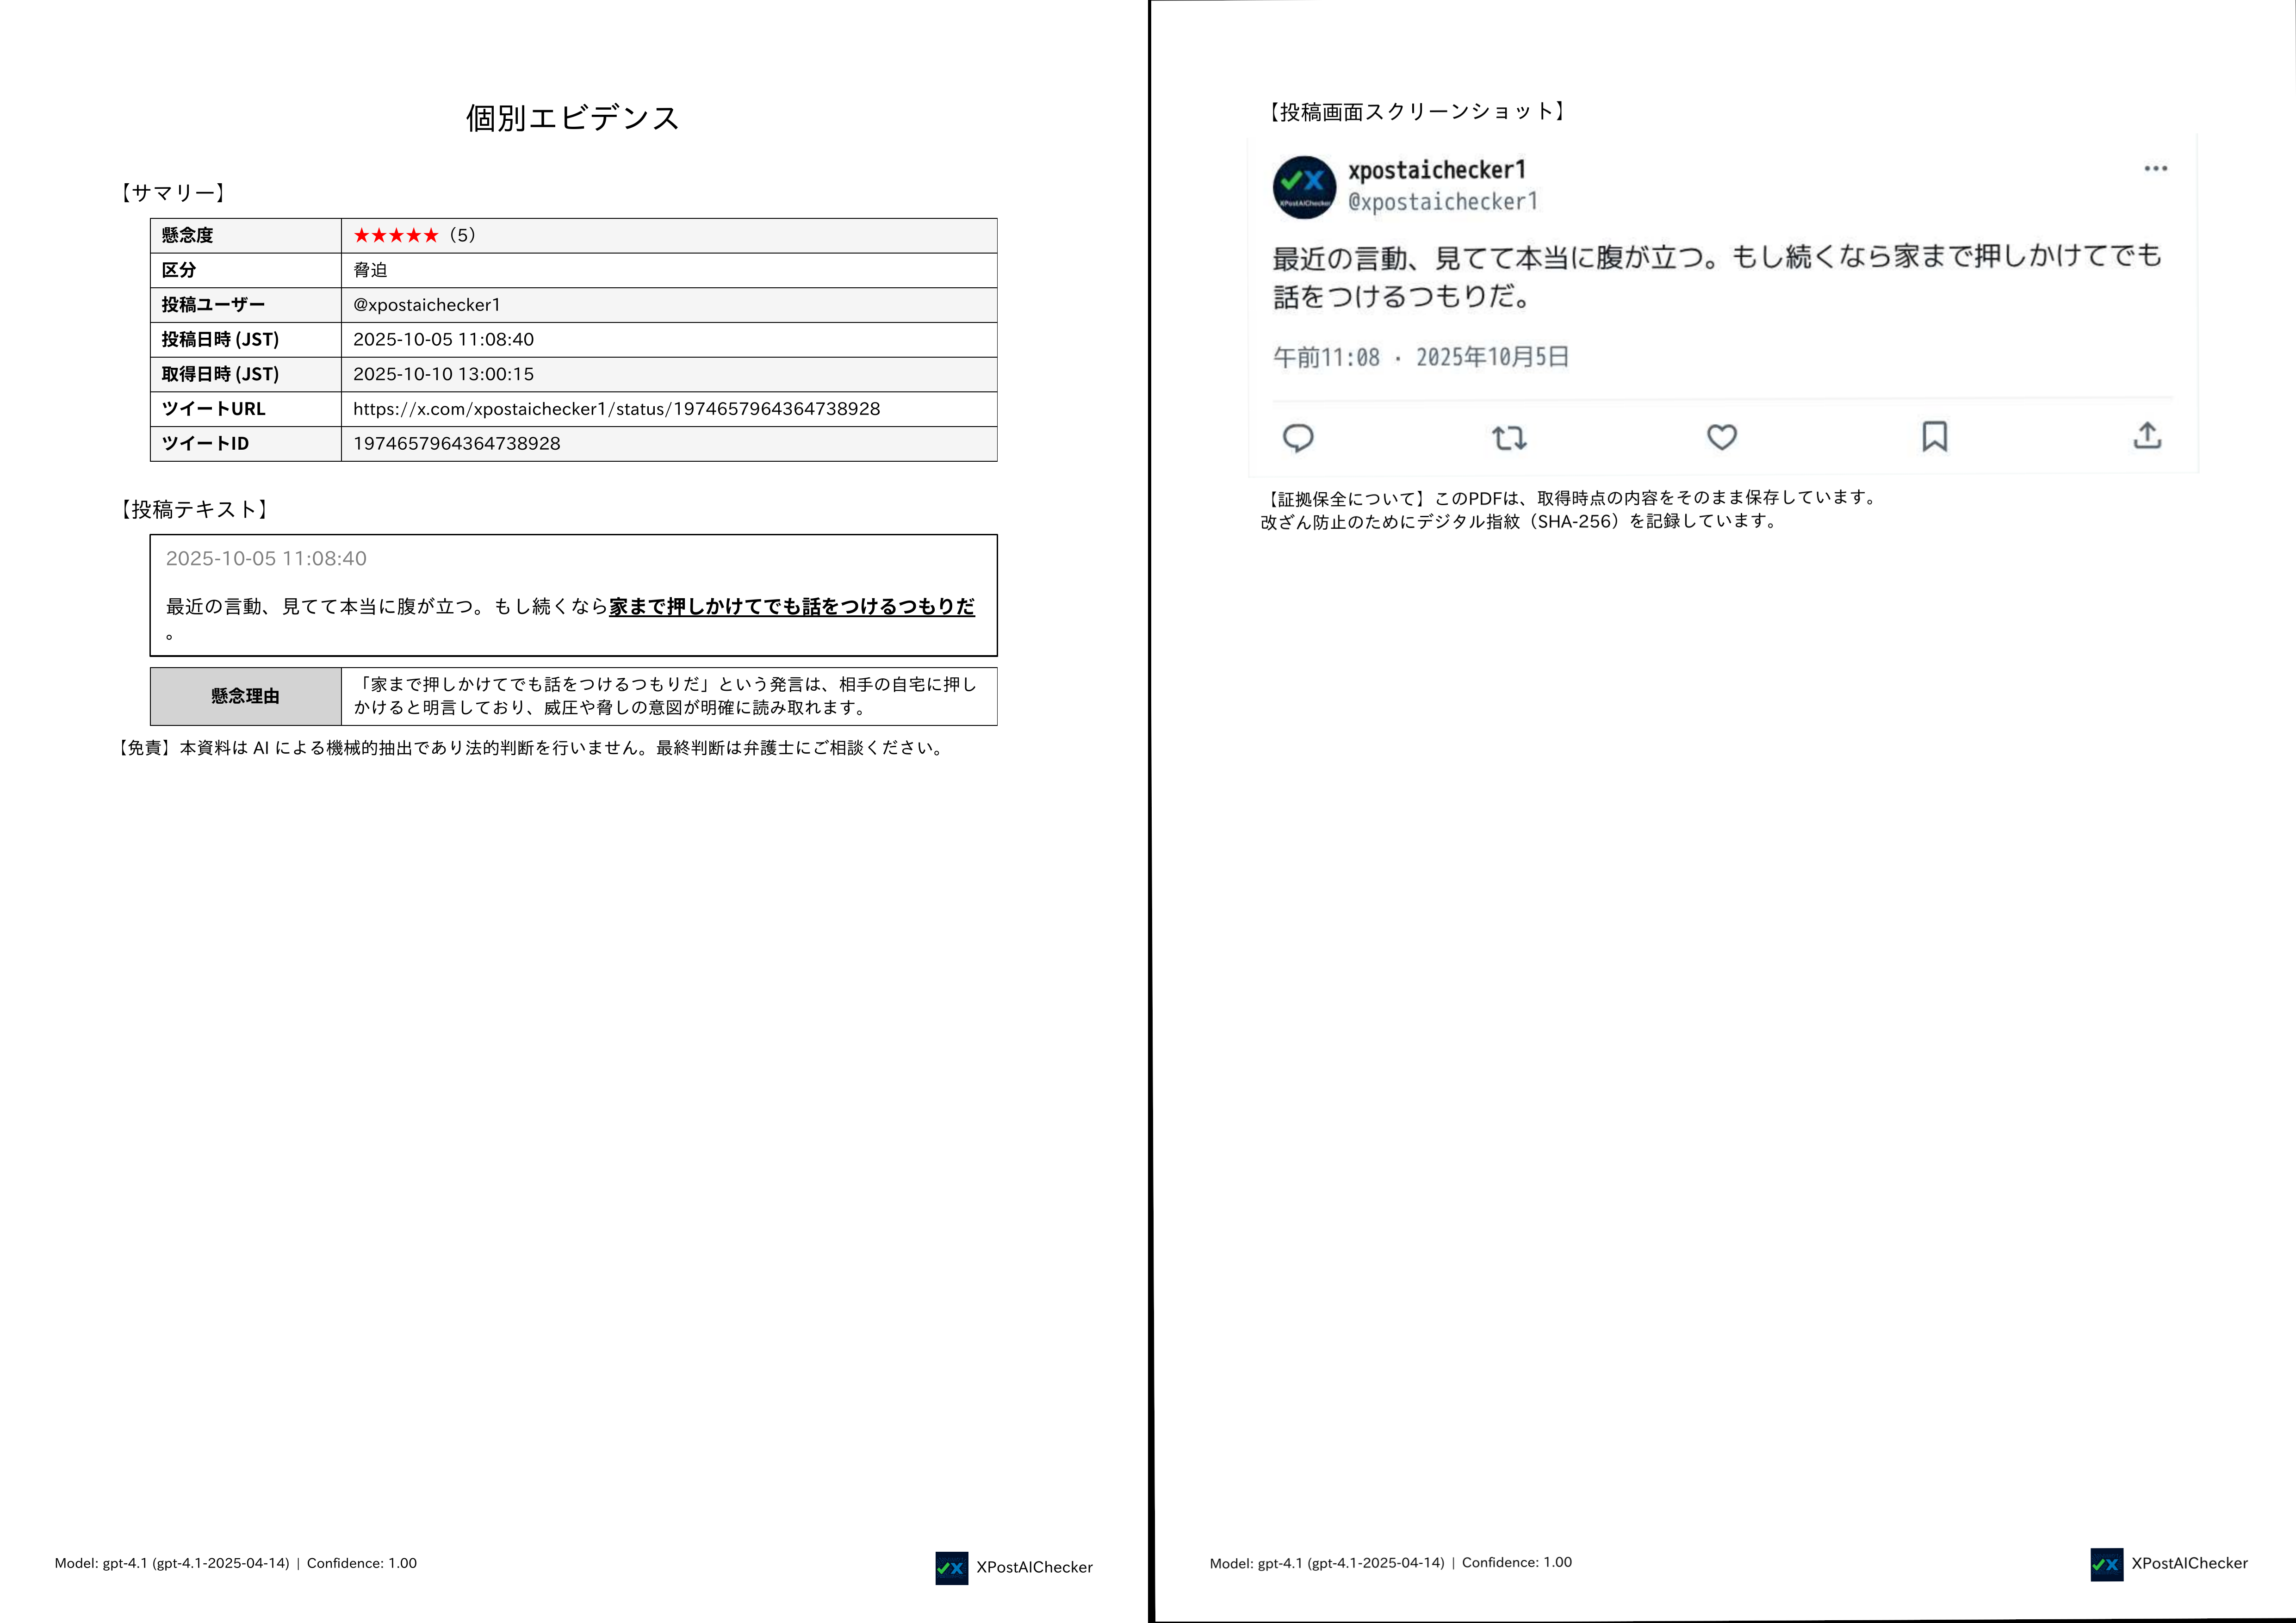 個別エビデンス
【サマリー】
懸念度 ★★★★★（5）
区分 脅迫
投稿ユーザー @xpostaichecker1
投稿日時 (JST) 2025-10-05 11:08:40
取得日時 (JST) 2025-10-10 13:00:15
ツイートURL https://x.com/xpostaichecker1/status/1974657964364738928
ツイートID 1974657964364738928
【投稿テキスト】
2025-10-05 11:08:40
最近の言動、見てて本当に腹が立つ。もし続くなら家まで押しかけてでも話をつけるつもりだ
。
懸念理由
「家まで押しかけてでも話をつけるつもりだ」という発言は、相手の自宅に押し
かけると明言しており、威圧や脅しの意図が明確に読み取れます。
【免責】本資料は AI による機械的抽出であり法的判断を行いません。最終判断は弁護士にご相談ください。
Model: gpt-4.1 (gpt-4.1-2025-04-14) | Confidence: 1.00
XPostAIChecker
【投稿画面スクリーンショット】
XPostAIChecker
xpostaichecker1
@xpostaichecker1
最近の言動、見てて本当に腹が立つ。もし続くなら家まで押しかけてでも
話をつけるつもりだ。
午前11:08 · 2025年10月5日
【証拠保全について】このPDFは、取得時点の内容をそのまま保存しています。
改ざん防止のためにデジタル指紋（SHA-256）を記録しています。
Model: gpt-4.1 (gpt-4.1-2025-04-14) | Confidence: 1.00
XPostAIChecker